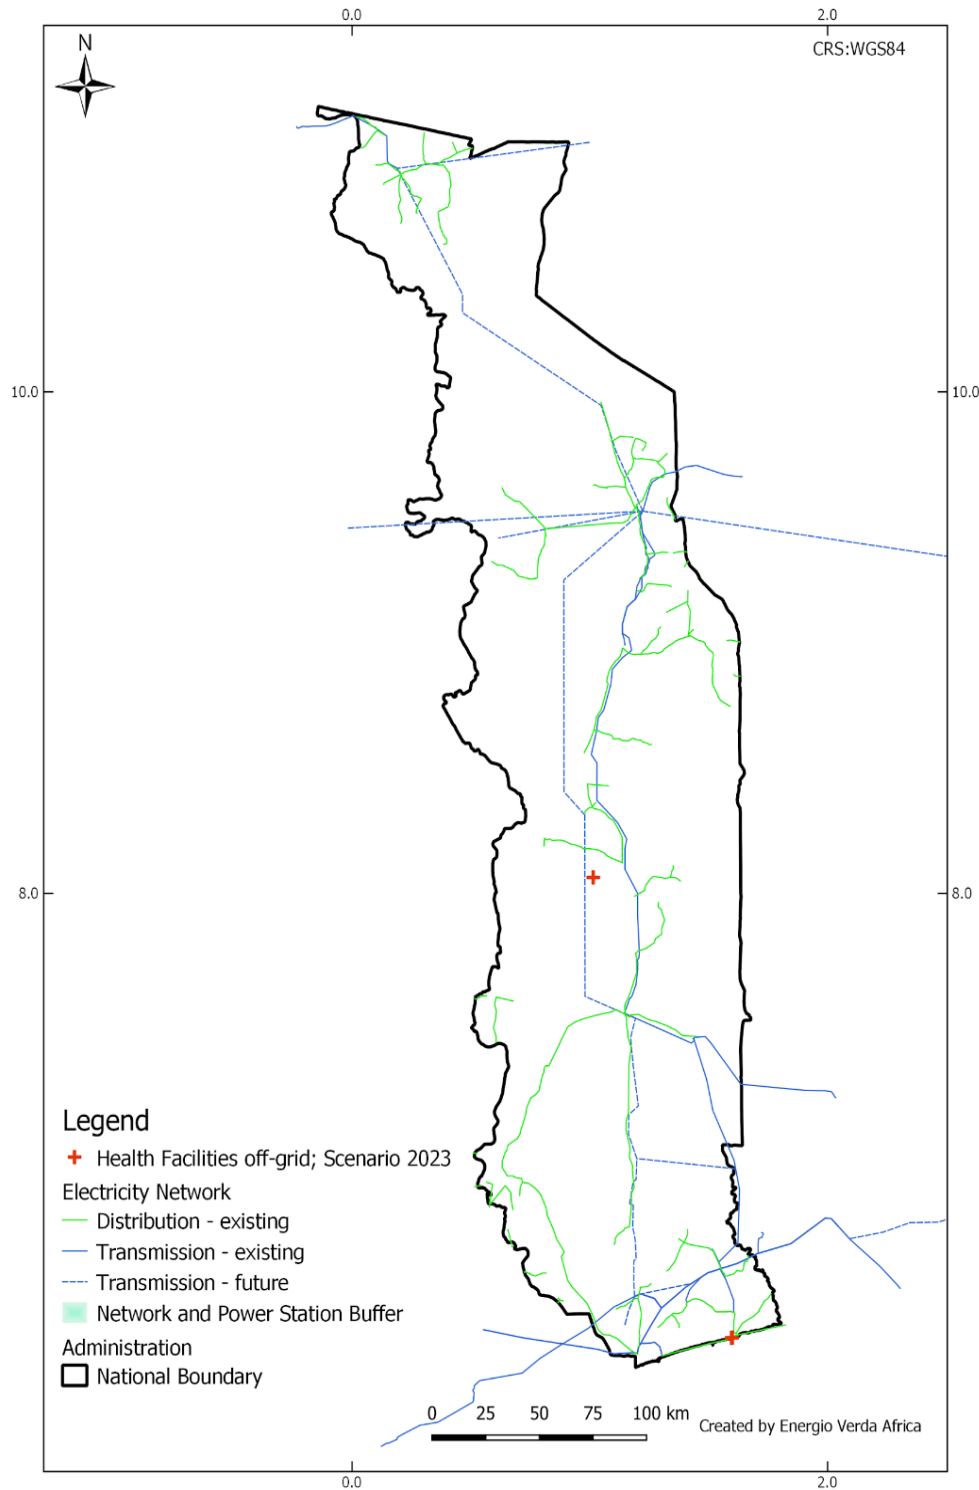 0.0 2.0
N
CRS:WGS84
10.0 10.0
8.0 8.0
Legend
Health Facilities off-grid; Scenario 2023
Electricity Network
Distribution - existing
Transmission - existing
Transmission - future
Network and Power Station Buffer
Administration
National Boundary
0 25 50 75 100 km
Created by Energio Verda Africa
0.0 2.0